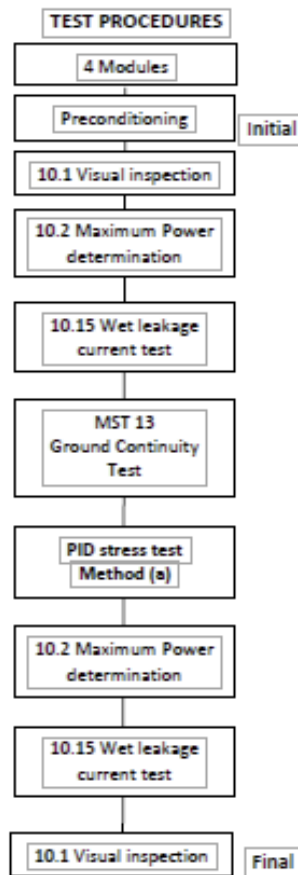 TEST PROCEDURES
4 Modules
Preconditioning
Initial
10.1 Visual inspection
10.2 Maximum Power
determination
10.15 Wet leakage
current test
MST 13
Ground Continuity
Test
PID stress test
Method (a)
10.2 Maximum Power
determination
10.15 Wet leakage
current test
10.1 Visual inspection
Final